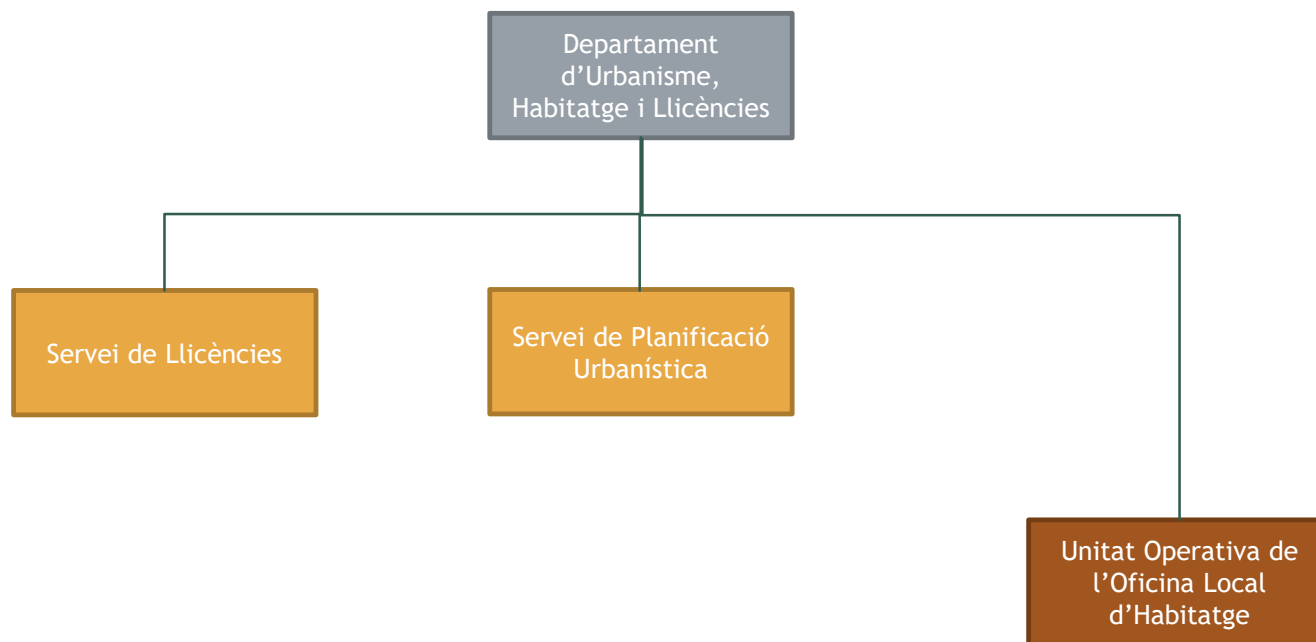 Departament
d’Urbanisme,
Habitatge i Llicències
Servei de Llicències
Servei de Planificació
Urbanística
Unitat Operativa de
l’Oficina Local
d’Habitatge